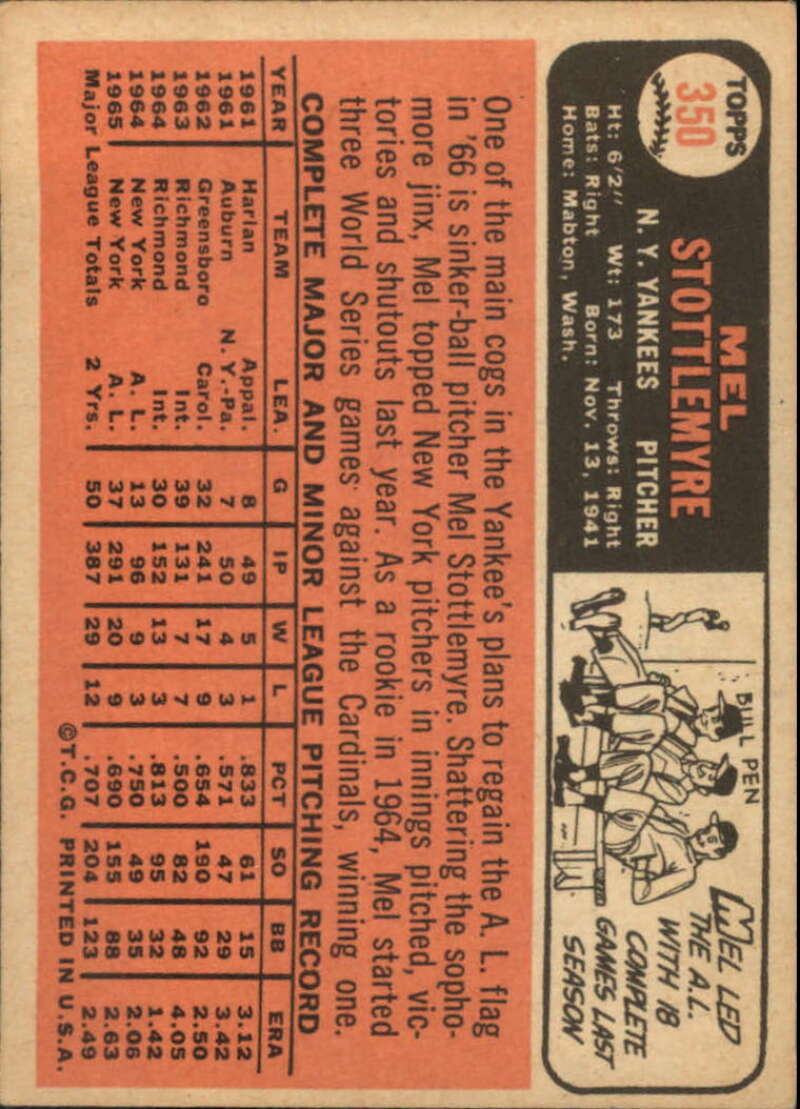 TOPPS
350
MEL
STOTTLEMYRE
N. Y. YANKEES PITCHER
Ht: 6'2" Wt: 173 Throws: Right
Bats: Right Born: Nov. 13, 1941
Home: Mabton, Wash.
BULL PEN
MEL LED
THE A.L.
WITH 18
COMPLETE
GAMES LAST
SEASON
One of the main cogs in the Yankee's plans to regain the A. L. flag
in '66 is sinker-ball pitcher Mel Stottlemyre. Shattering the sopho-
more jinx, Mel topped New York pitchers in innings pitched, vic-
tories and shutouts last year. As a rookie in 1964, Mel started
three World Series games against the Cardinals, winning one.
COMPLETE MAJOR AND MINOR LEAGUE PITCHING RECORD
YEAR TEAM LEA. G IP W L PCT SO BB ERA
1961 Harlan Appal. 8 49 5 1 .833 61 15 3.12
1961 Auburn N. Y.-Pa. 7 50 4 3 .571 47 29 3.42
1962 Greensboro Carol. 32 241 17 9 .654 190 92 2.50
1963 Richmond Int. 39 131 7 7 .500 82 48 4.05
1964 Richmond Int. 30 152 13 3 .813 95 32 1.42
1964 New York A. L. 13 96 9 3 .750 49 35 2.06
1965 New York A. L. 37 291 20 9 .690 155 88 2.63
Major League Totals 2 Yrs. 50 387 29 12 .707 204 123 2.49
©T.C.G. PRINTED IN U.S.A.